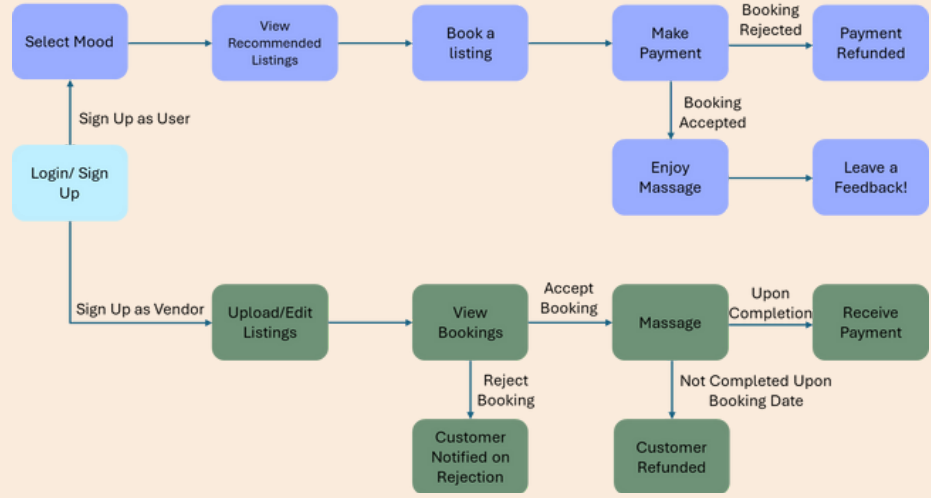 Select Mood
View
Recommended
Listings
Book a
listing
Make
Payment
Booking
Rejected
Payment
Refunded
Sign Up as User
Booking
Accepted
Login/ Sign
Up
Enjoy
Massage
Leave a
Feedback!
Sign Up as Vendor
Upload/Edit
Listings
View
Bookings
Accept
Booking
Massage
Upon
Completion
Receive
Payment
Reject
Booking
Not Completed Upon
Booking Date
Customer
Notified on
Rejection
Customer
Refunded